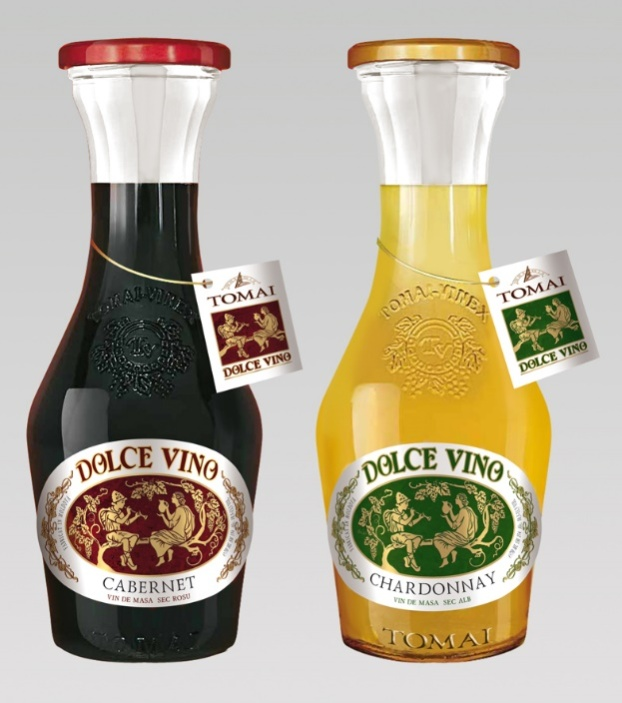 TOMAI-VINEX
TOMAI
DOLCE VINO
DOLCE VINO
CABERNET
VIN DE MASA SEC ROSU
TOMAI
TOMAI-VINEX
TOMAI
DOLCE VINO
DOLCE VINO
CHARDONNAY
VIN DE MASA SEC ALB
TOMAI